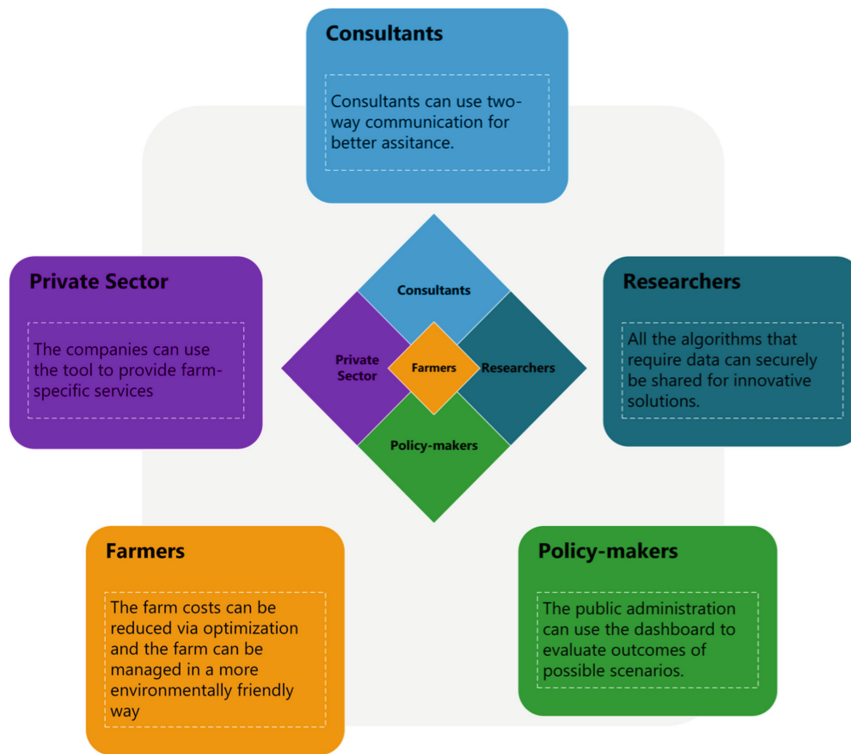 Consultants
Consultants can use two-
way communication for
better assitance.
Private Sector
The companies can use
the tool to provide farm-
specific services
Researchers
All the algorithms that
require data can securely
be shared for innovative
solutions.
Consultants
Private
Sector
Farmers
Researchers
Policy-makers
Farmers
The farm costs can be
reduced via optimization
and the farm can be
managed in a more
environmentally friendly
way
Policy-makers
The public administration
can use the dashboard to
evaluate outcomes of
possible scenarios.